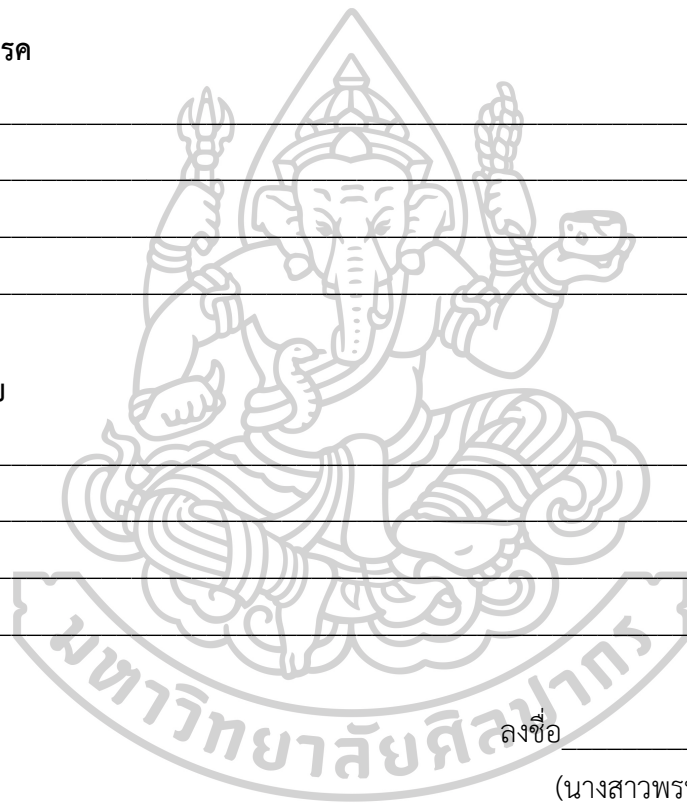 รค
บ
มหาวิทยาลัยศิลปากร
ลงชื่อ
(นางสาวพร